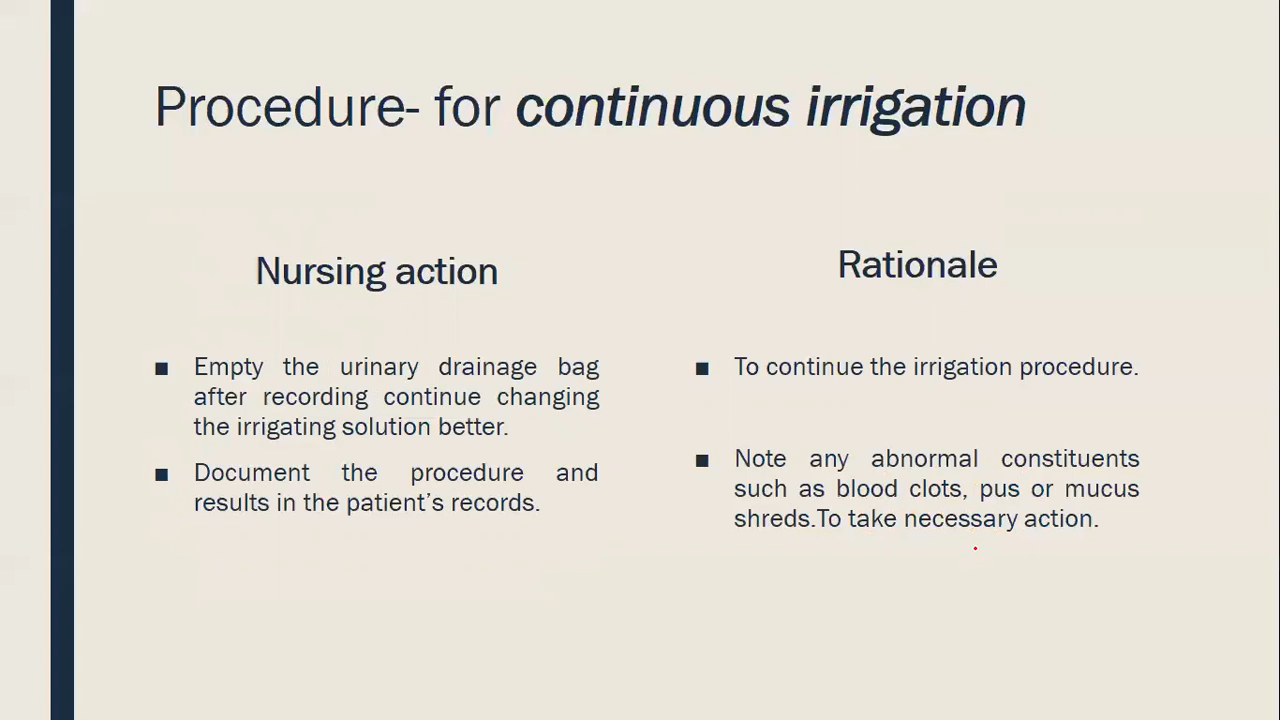 Procedure- for continuous irrigation
Nursing action
Empty the urinary drainage bag
after recording continue changing
the irrigating solution better.
Document the procedure and
results in the patient's records.
Rationale
To continue the irrigation procedure.
Note any abnormal constituents
such as blood clots, pus or mucus
shreds.To take necessary action.